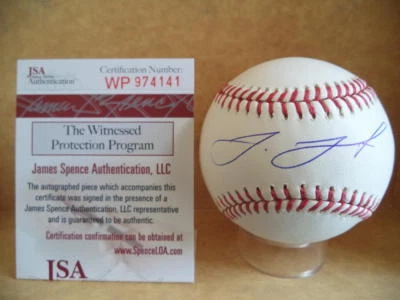 JSA
Authentication
Certification Number:
WP 974141
The Witnessed
Protection Program
James Spence Authentication, LLC
The autographed piece which accompanies this
certificate was signed in the presence of a
James Spence Authentication, LLC representative
and is guaranteed to be authentic.
Certification confirmation can be obtained at
www.SpenceLOA.com
JSA